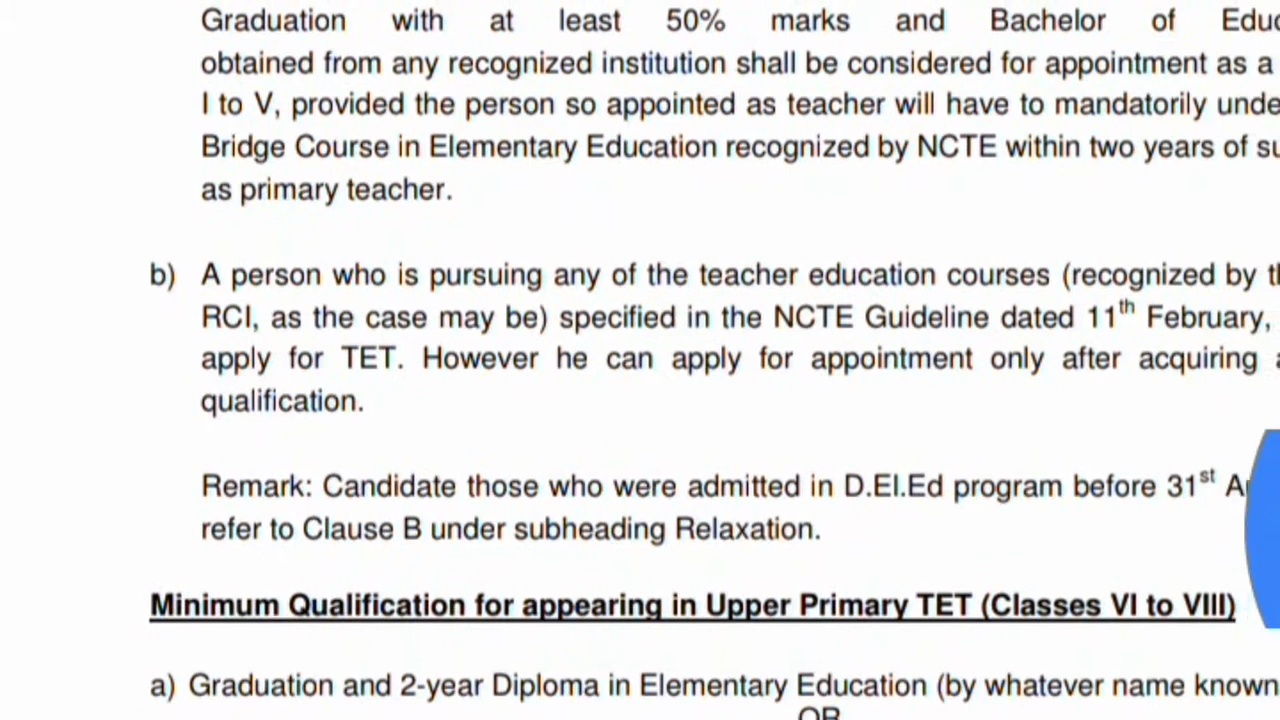 Graduation with at least 50% marks and Bachelor of
obtained from any recognized institution shall be considered for appointment as a
I to V, provided the person so appointed as teacher will have to mandatorily
Bridge Course in Elementary Education recognized by NCTE within two years of
as primary teacher.
b) A person who is pursuing any of the teacher education courses (recognized by
RCI, as the case may be) specified in the NCTE Guideline dated 11th February,
apply for TET. However he can apply for appointment only after acquiring
qualification.
Remark: Candidate those who were admitted in D.El.Ed program before 31st
refer to Clause B under subheading Relaxation.
Minimum Qualification for appearing in Upper Primary TET (Classes VI to VIII)
a) Graduation and 2-year Diploma in Elementary Education (by whatever name known
OR